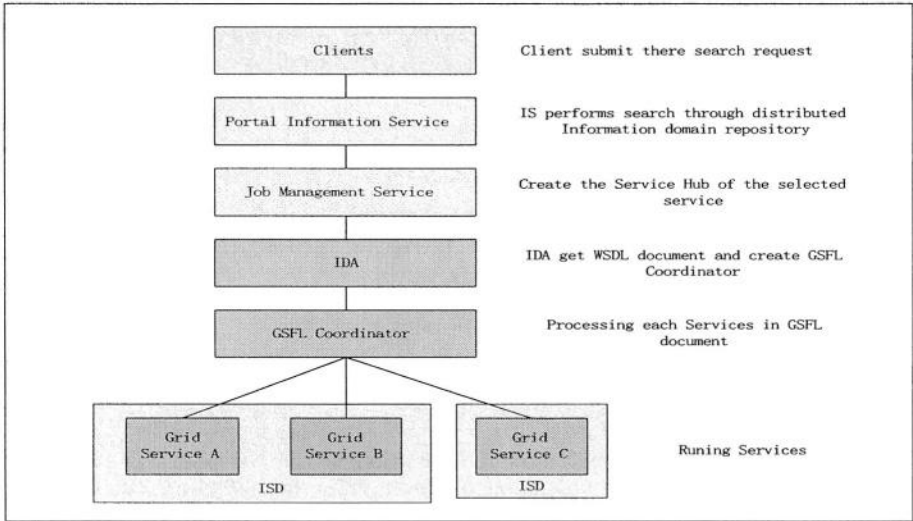 Clients
Client submit there search request
Portal Information Service
IS performs search through distributed
Information domain repository
Job Management Service
Create the Service Hub of the selected
service
IDA
IDA get WSDL document and create GSFL
Coordinator
GSFL Coordinator
Processing each Services in GSFL
document
Grid
Service A
Grid
Service B
Grid
Service C
Runing Services
ISD
ISD